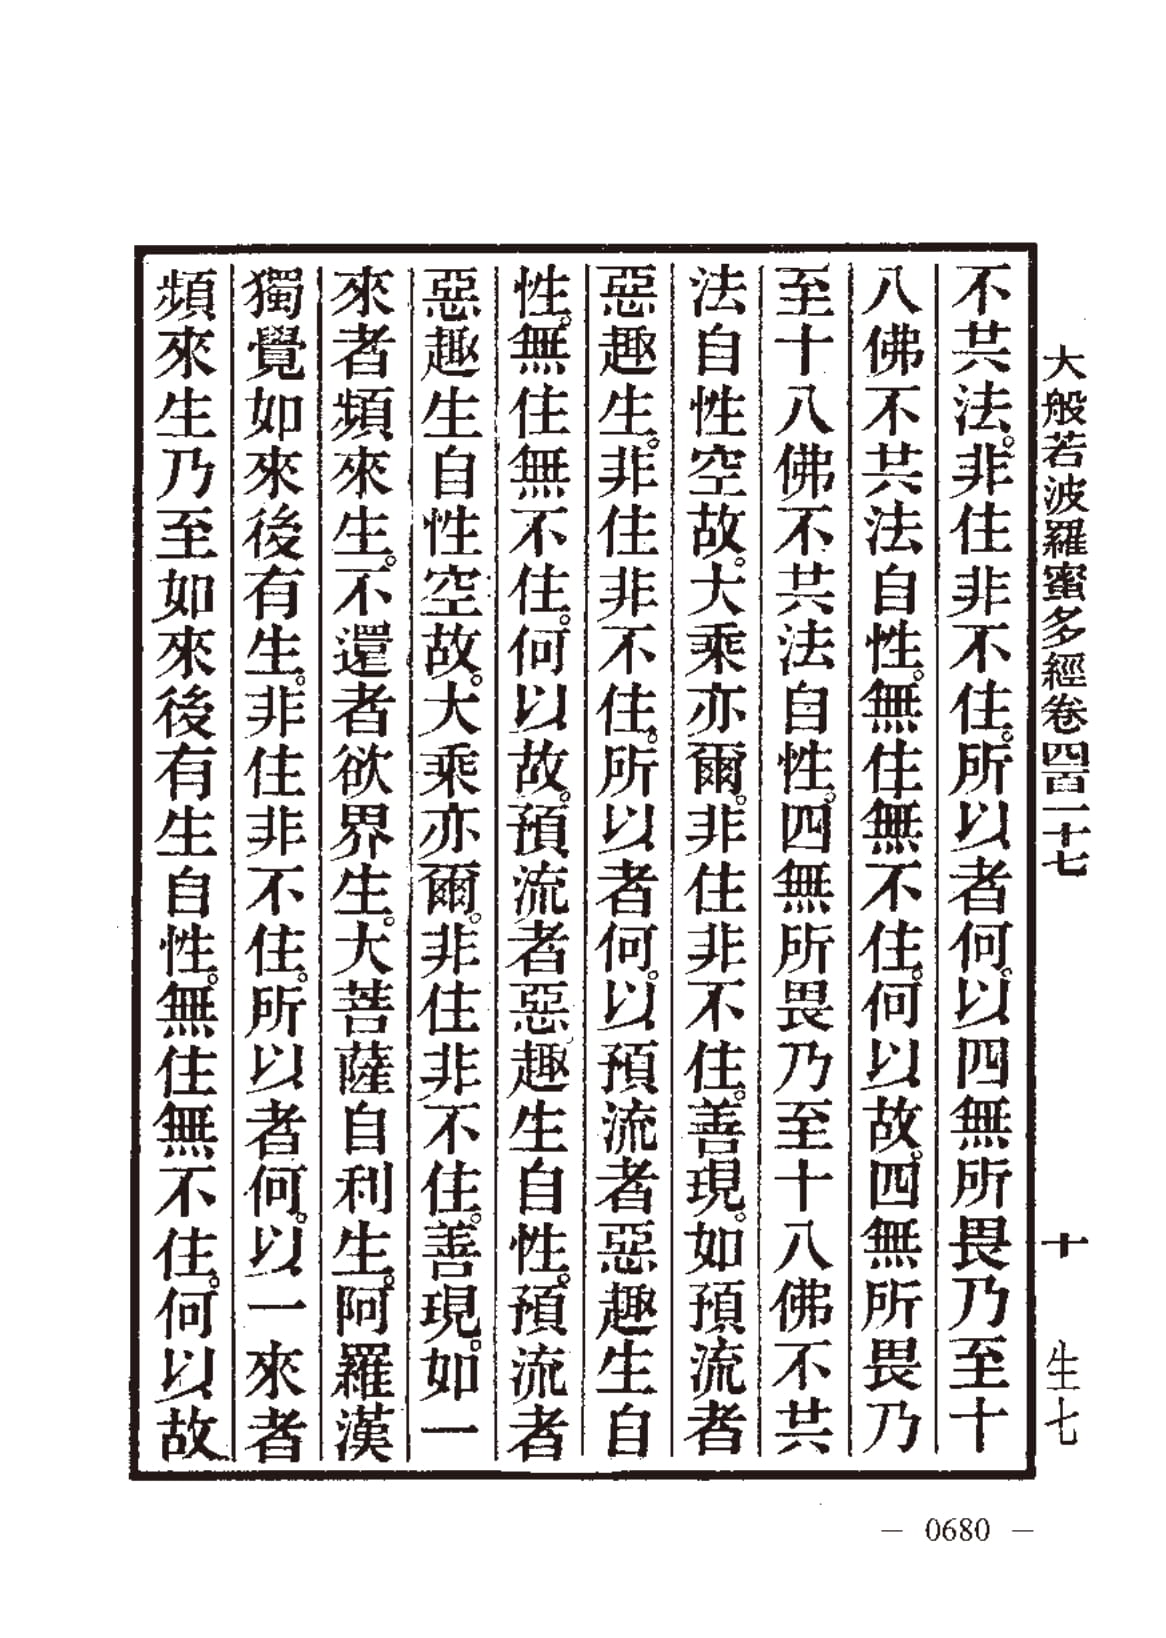 大般若波羅蜜多經卷四百一十七 十 生七
不共法。非住非不住。所以者何。以四無所畏乃至十
八佛不共法自性。無住無不住。何以故。四無所畏乃
至十八佛不共法自性。四無所畏乃至十八佛不共
法自性空故。大乘亦爾。非住非不住。善現。如預流者
惡趣生。非住非不住。所以者何。以預流者惡趣生自
性。無住無不住。何以故。預流者惡趣生自性。預流者
惡趣生自性空故。大乘亦爾。非住非不住。善現。如一
來者頻來生。不還者欲界生。大菩薩自利生。阿羅漢
獨覺如來後有生。非住非不住。所以者何。以一來者
頻來生乃至如來後有生自性。無住無不住。何以故
— 0680 —